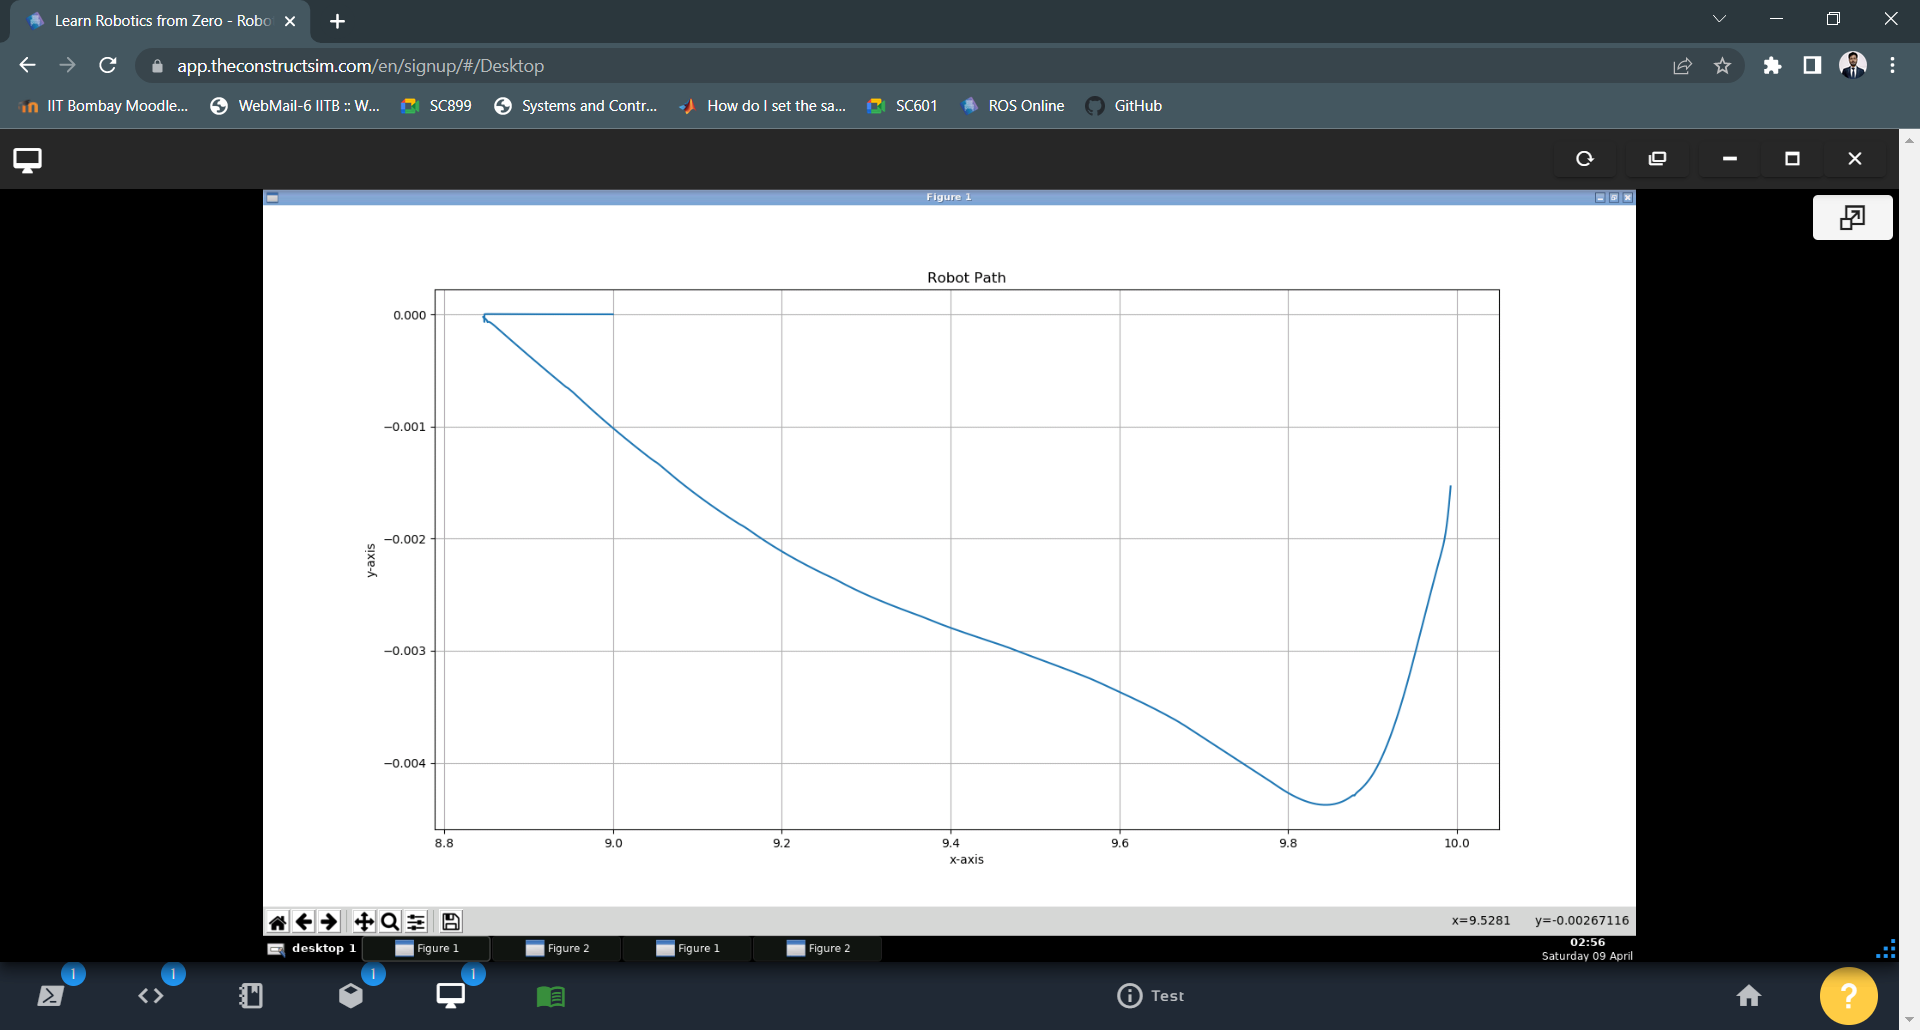 Learn Robotics from Zero - Robo
app.theconstructsim.com/en/signup/#/Desktop
IIT Bombay Moodle... WebMail-6 IITB :: W... SC899 Systems and Contr... How do I set the sa... SC601 ROS Online GitHub
Figure 1
Robot Path
0.000
−0.001
−0.002
−0.003
−0.004
y-axis
8.8 9.0 9.2 9.4 9.6 9.8 10.0
x-axis
x=9.5281 y=-0.00267116
desktop 1 Figure 1 Figure 2 Figure 1 Figure 2 02:56
Saturday 09 April
1 1 1 1
Test ?